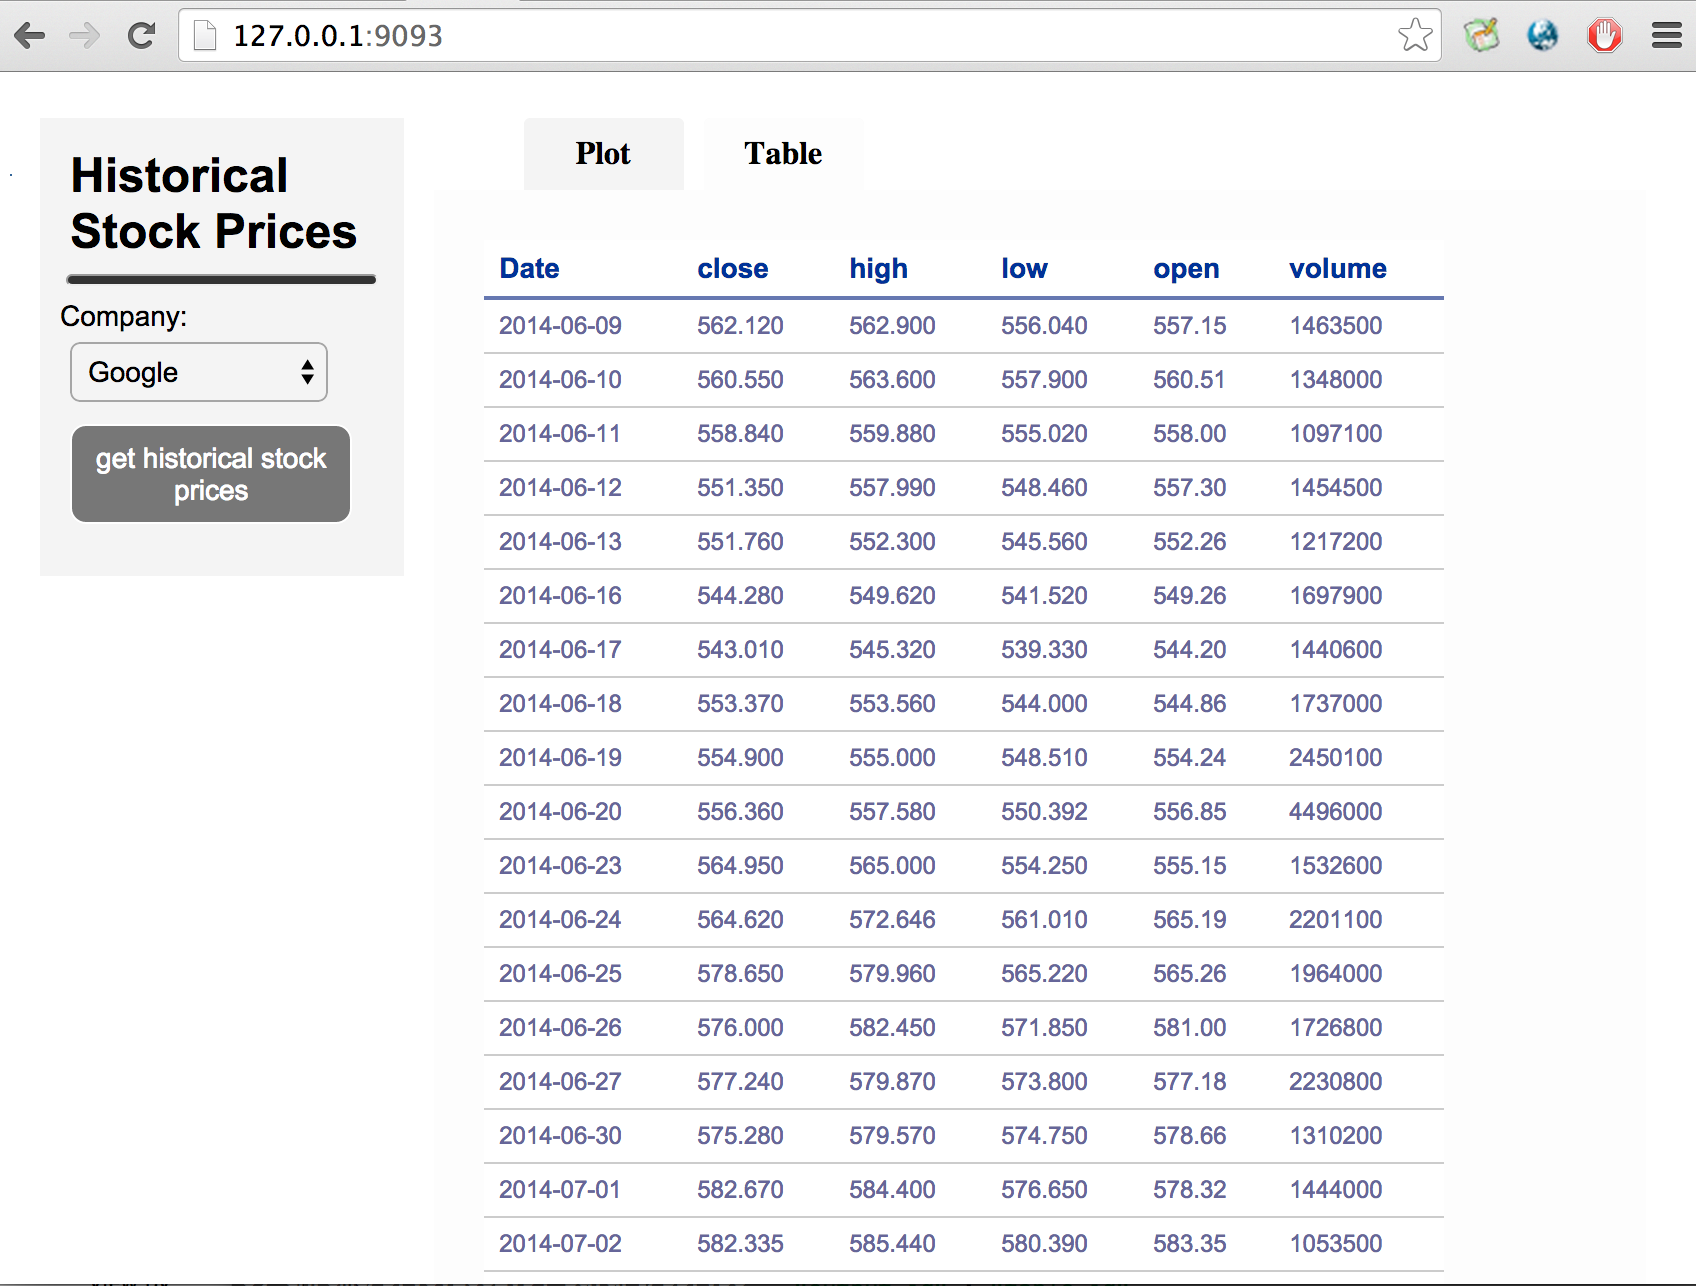 127.0.0.1:9093
Historical
Stock Prices
Company:
Google
get historical stock
prices
Plot Table
Date close high low open volume
2014-06-09 562.120 562.900 556.040 557.15 1463500
2014-06-10 560.550 563.600 557.900 560.51 1348000
2014-06-11 558.840 559.880 555.020 558.00 1097100
2014-06-12 551.350 557.990 548.460 557.30 1454500
2014-06-13 551.760 552.300 545.560 552.26 1217200
2014-06-16 544.280 549.620 541.520 549.26 1697900
2014-06-17 543.010 545.320 539.330 544.20 1440600
2014-06-18 553.370 553.560 544.000 544.86 1737000
2014-06-19 554.900 555.000 548.510 554.24 2450100
2014-06-20 556.360 557.580 550.392 556.85 4496000
2014-06-23 564.950 565.000 554.250 555.15 1532600
2014-06-24 564.620 572.646 561.010 565.19 2201100
2014-06-25 578.650 579.960 565.220 565.26 1964000
2014-06-26 576.000 582.450 571.850 581.00 1726800
2014-06-27 577.240 579.870 573.800 577.18 2230800
2014-06-30 575.280 579.570 574.750 578.66 1310200
2014-07-01 582.670 584.400 576.650 578.32 1444000
2014-07-02 582.335 585.440 580.390 583.35 1053500